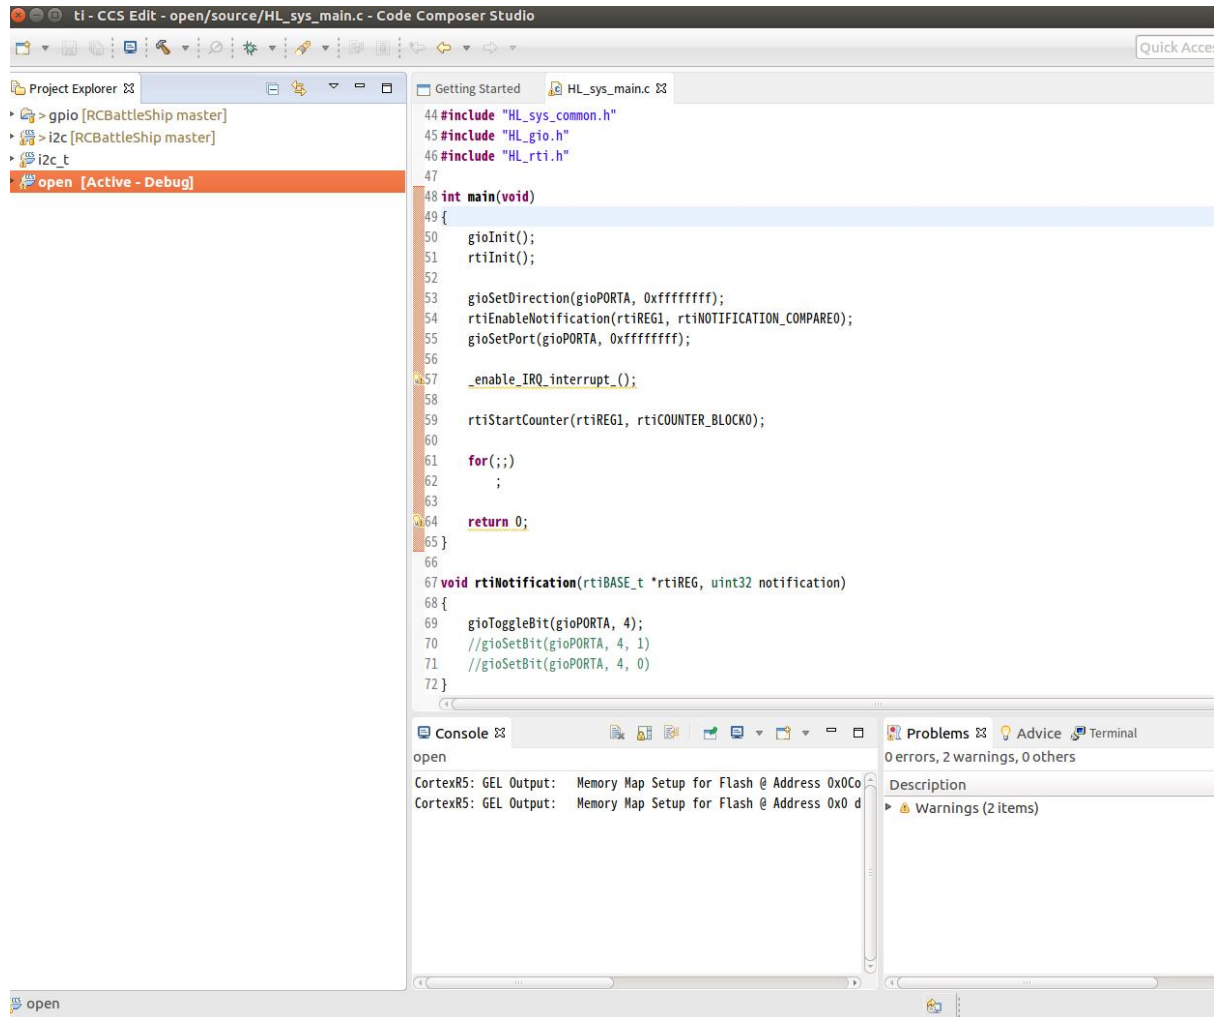 ti - CCS Edit - open/source/HL_sys_main.c - Code Composer Studio
Quick Acce
Project Explorer
> gpio [RCBattleShip master]
> i2c [RCBattleShip master]
i2c_t
open [Active - Debug]
Getting Started HL_sys_main.c
44 #include "HL_sys_common.h"
45 #include "HL_gio.h"
46 #include "HL_rti.h"
47
48 int main(void)
49 {
50 gioInit();
51 rtiInit();
52
53 gioSetDirection(gioPORTA, 0xffffffff);
54 rtiEnableNotification(rtiREG1, rtiNOTIFICATION_COMPARE0);
55 gioSetPort(gioPORTA, 0xffffffff);
56
57 _enable_IRQ_interrupt_();
58
59 rtiStartCounter(rtiREG1, rtiCOUNTER_BLOCK0);
60
61 for(;;)
62 ;
63
64 return 0;
65 }
66
67 void rtiNotification(rtiBASE_t *rtiREG, uint32 notification)
68 {
69 gioToggleBit(gioPORTA, 4);
70 //gioSetBit(gioPORTA, 4, 1)
71 //gioSetBit(gioPORTA, 4, 0)
72 }
Console
open
CortexR5: GEL Output: Memory Map Setup for Flash @ Address 0x0Co
CortexR5: GEL Output: Memory Map Setup for Flash @ Address 0x0 d
Problems Advice Terminal
0 errors, 2 warnings, 0 others
Description
Warnings (2 items)
open